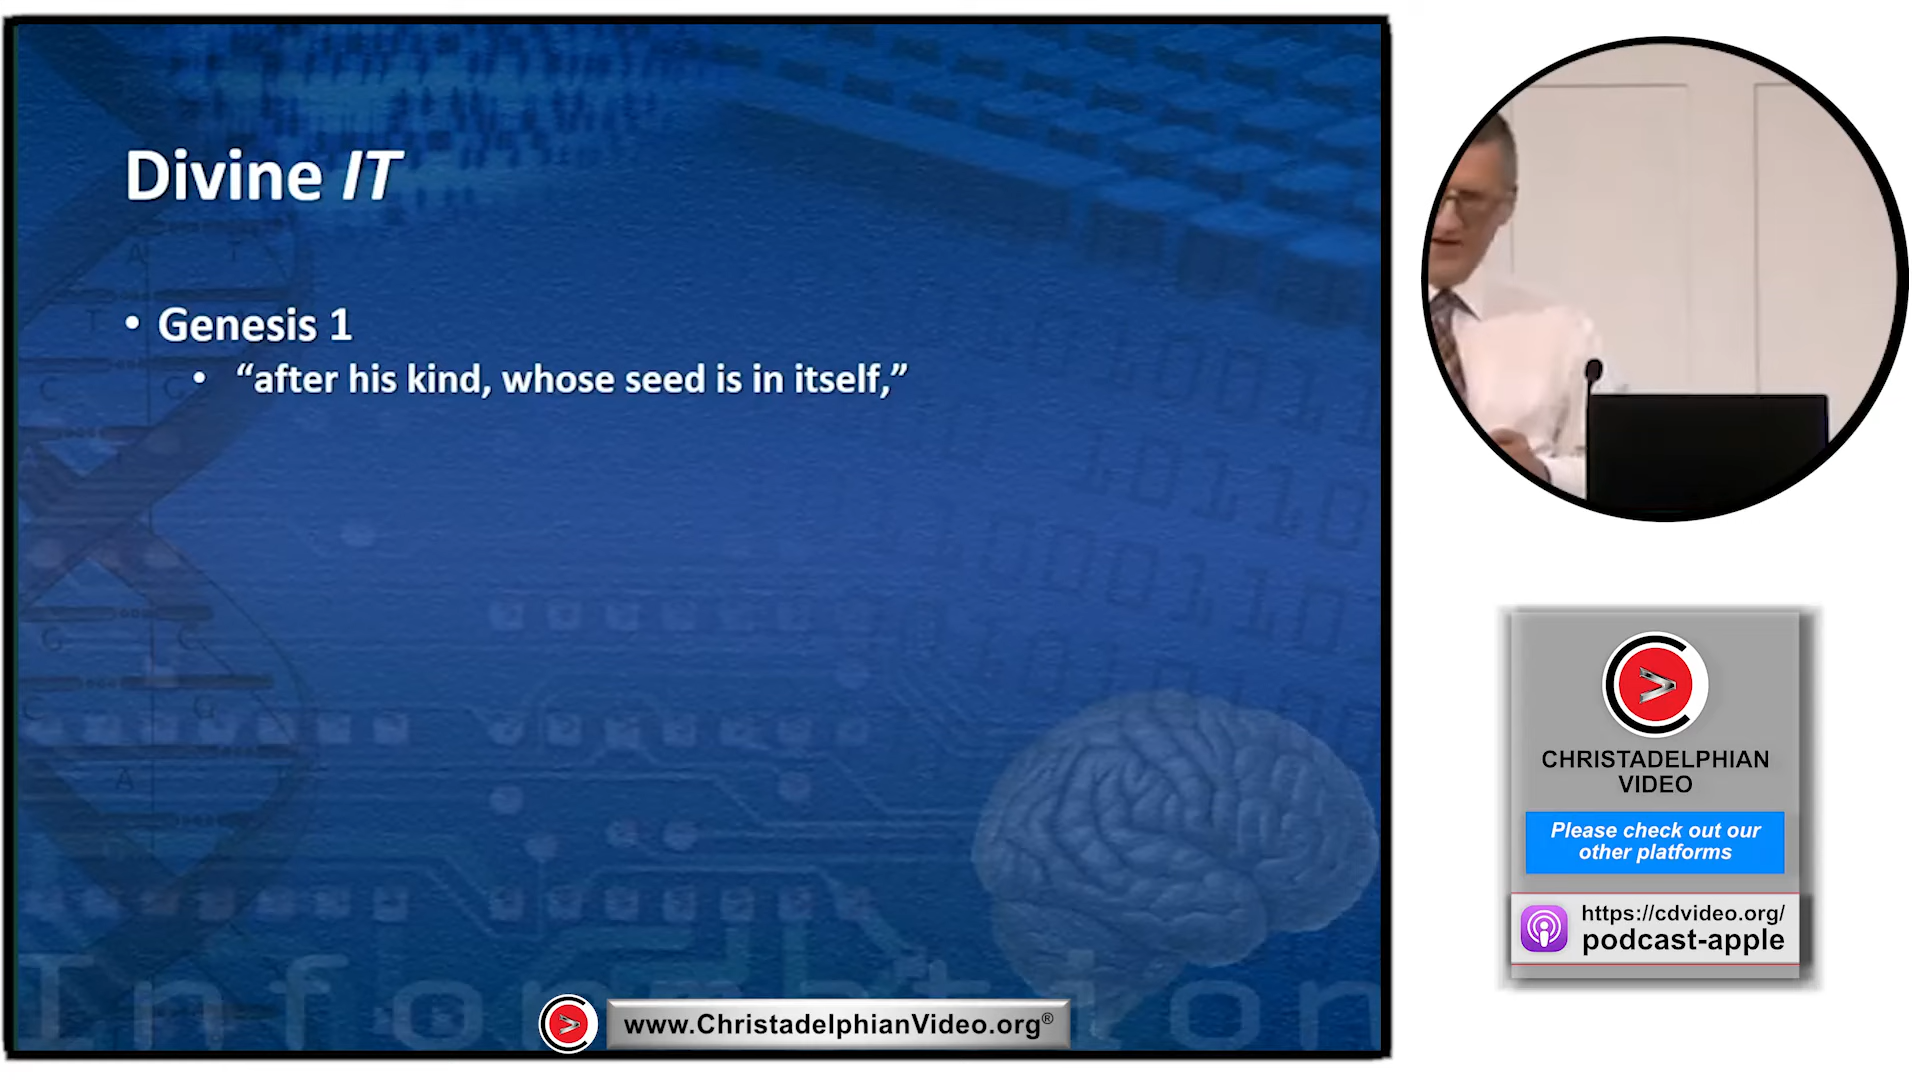 Divine IT
• Genesis 1
• “after his kind, whose seed is in itself,”
Information
www.ChristadelphianVideo.org®
CHRISTADELPHIAN
VIDEO
Please check out our
other platforms
https://cdvideo.org/
podcast-apple